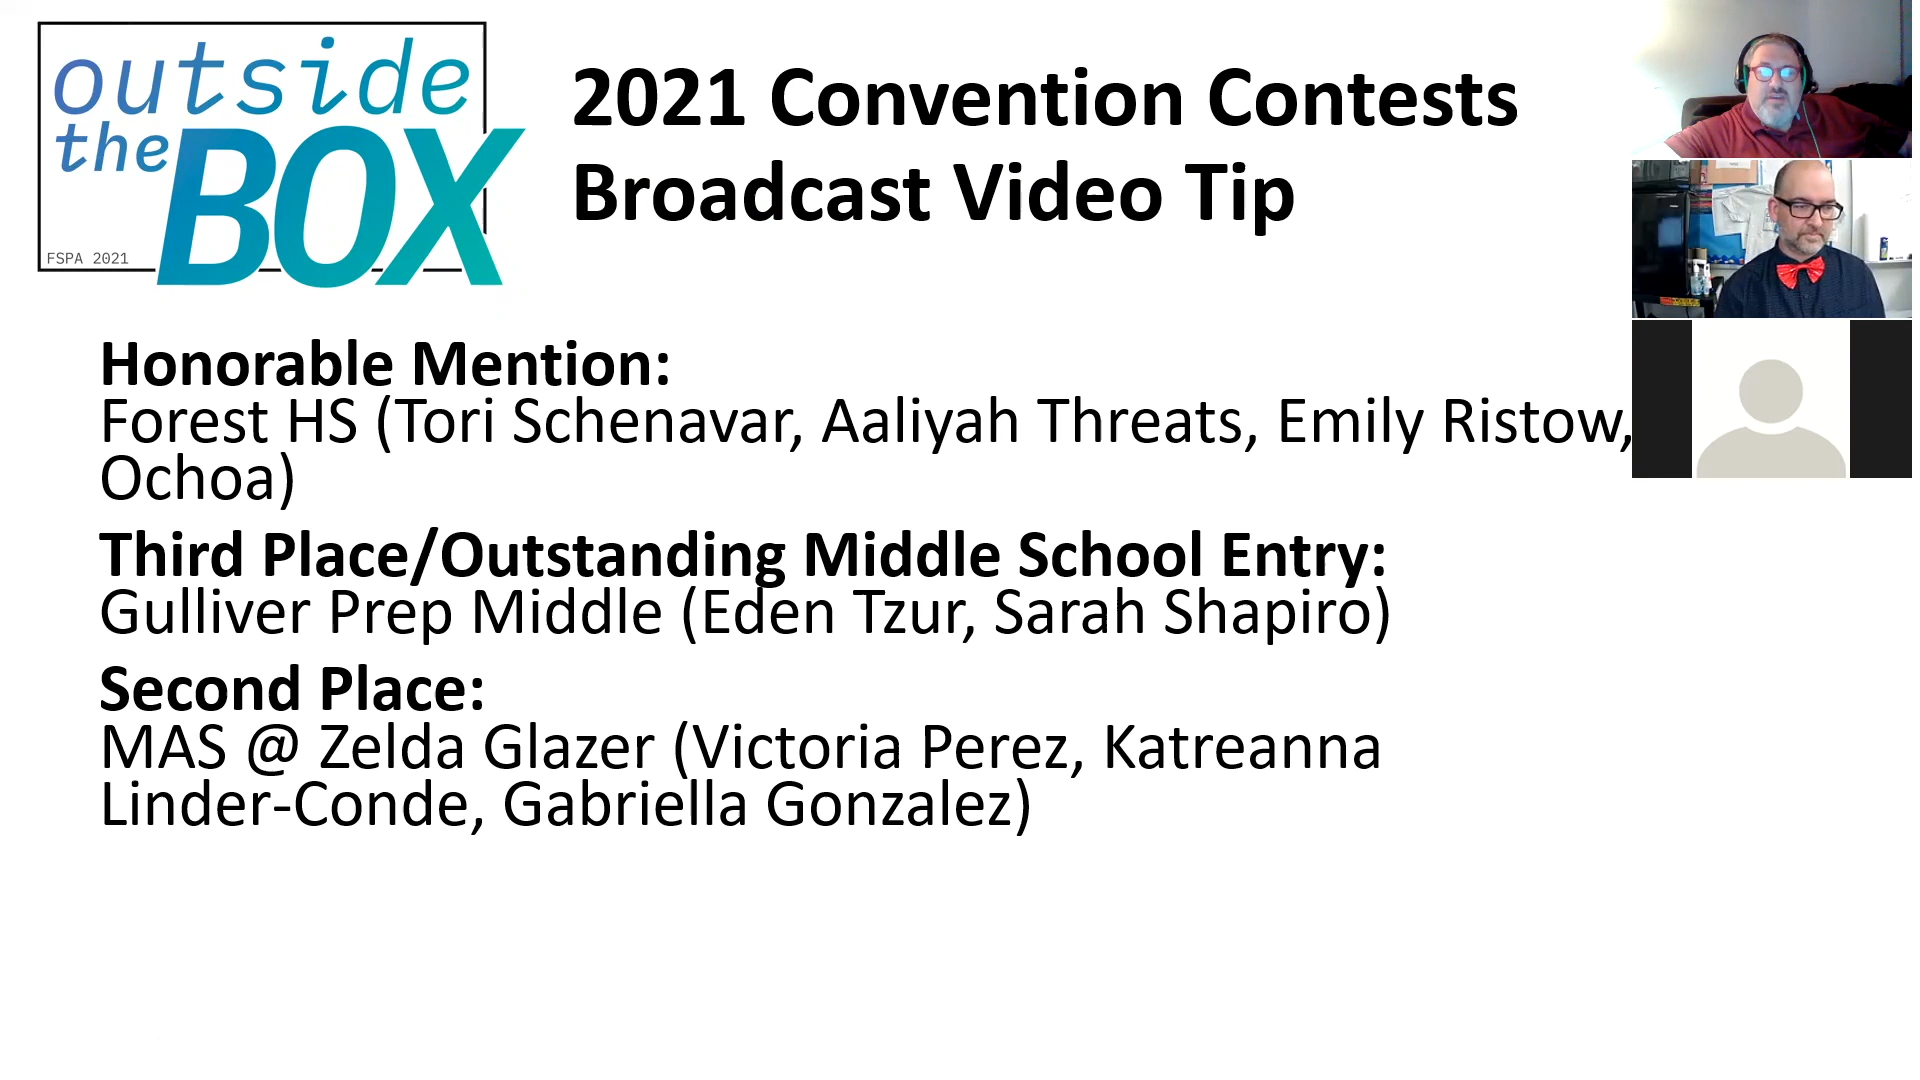 outside
the
BOX
FSPA 2021
2021 Convention Contests
Broadcast Video Tip
Honorable Mention:
Forest HS (Tori Schenavar, Aaliyah Threats, Emily Ristow,
Ochoa)
Third Place/Outstanding Middle School Entry:
Gulliver Prep Middle (Eden Tzur, Sarah Shapiro)
Second Place:
MAS @ Zelda Glazer (Victoria Perez, Katreanna
Linder-Conde, Gabriella Gonzalez)